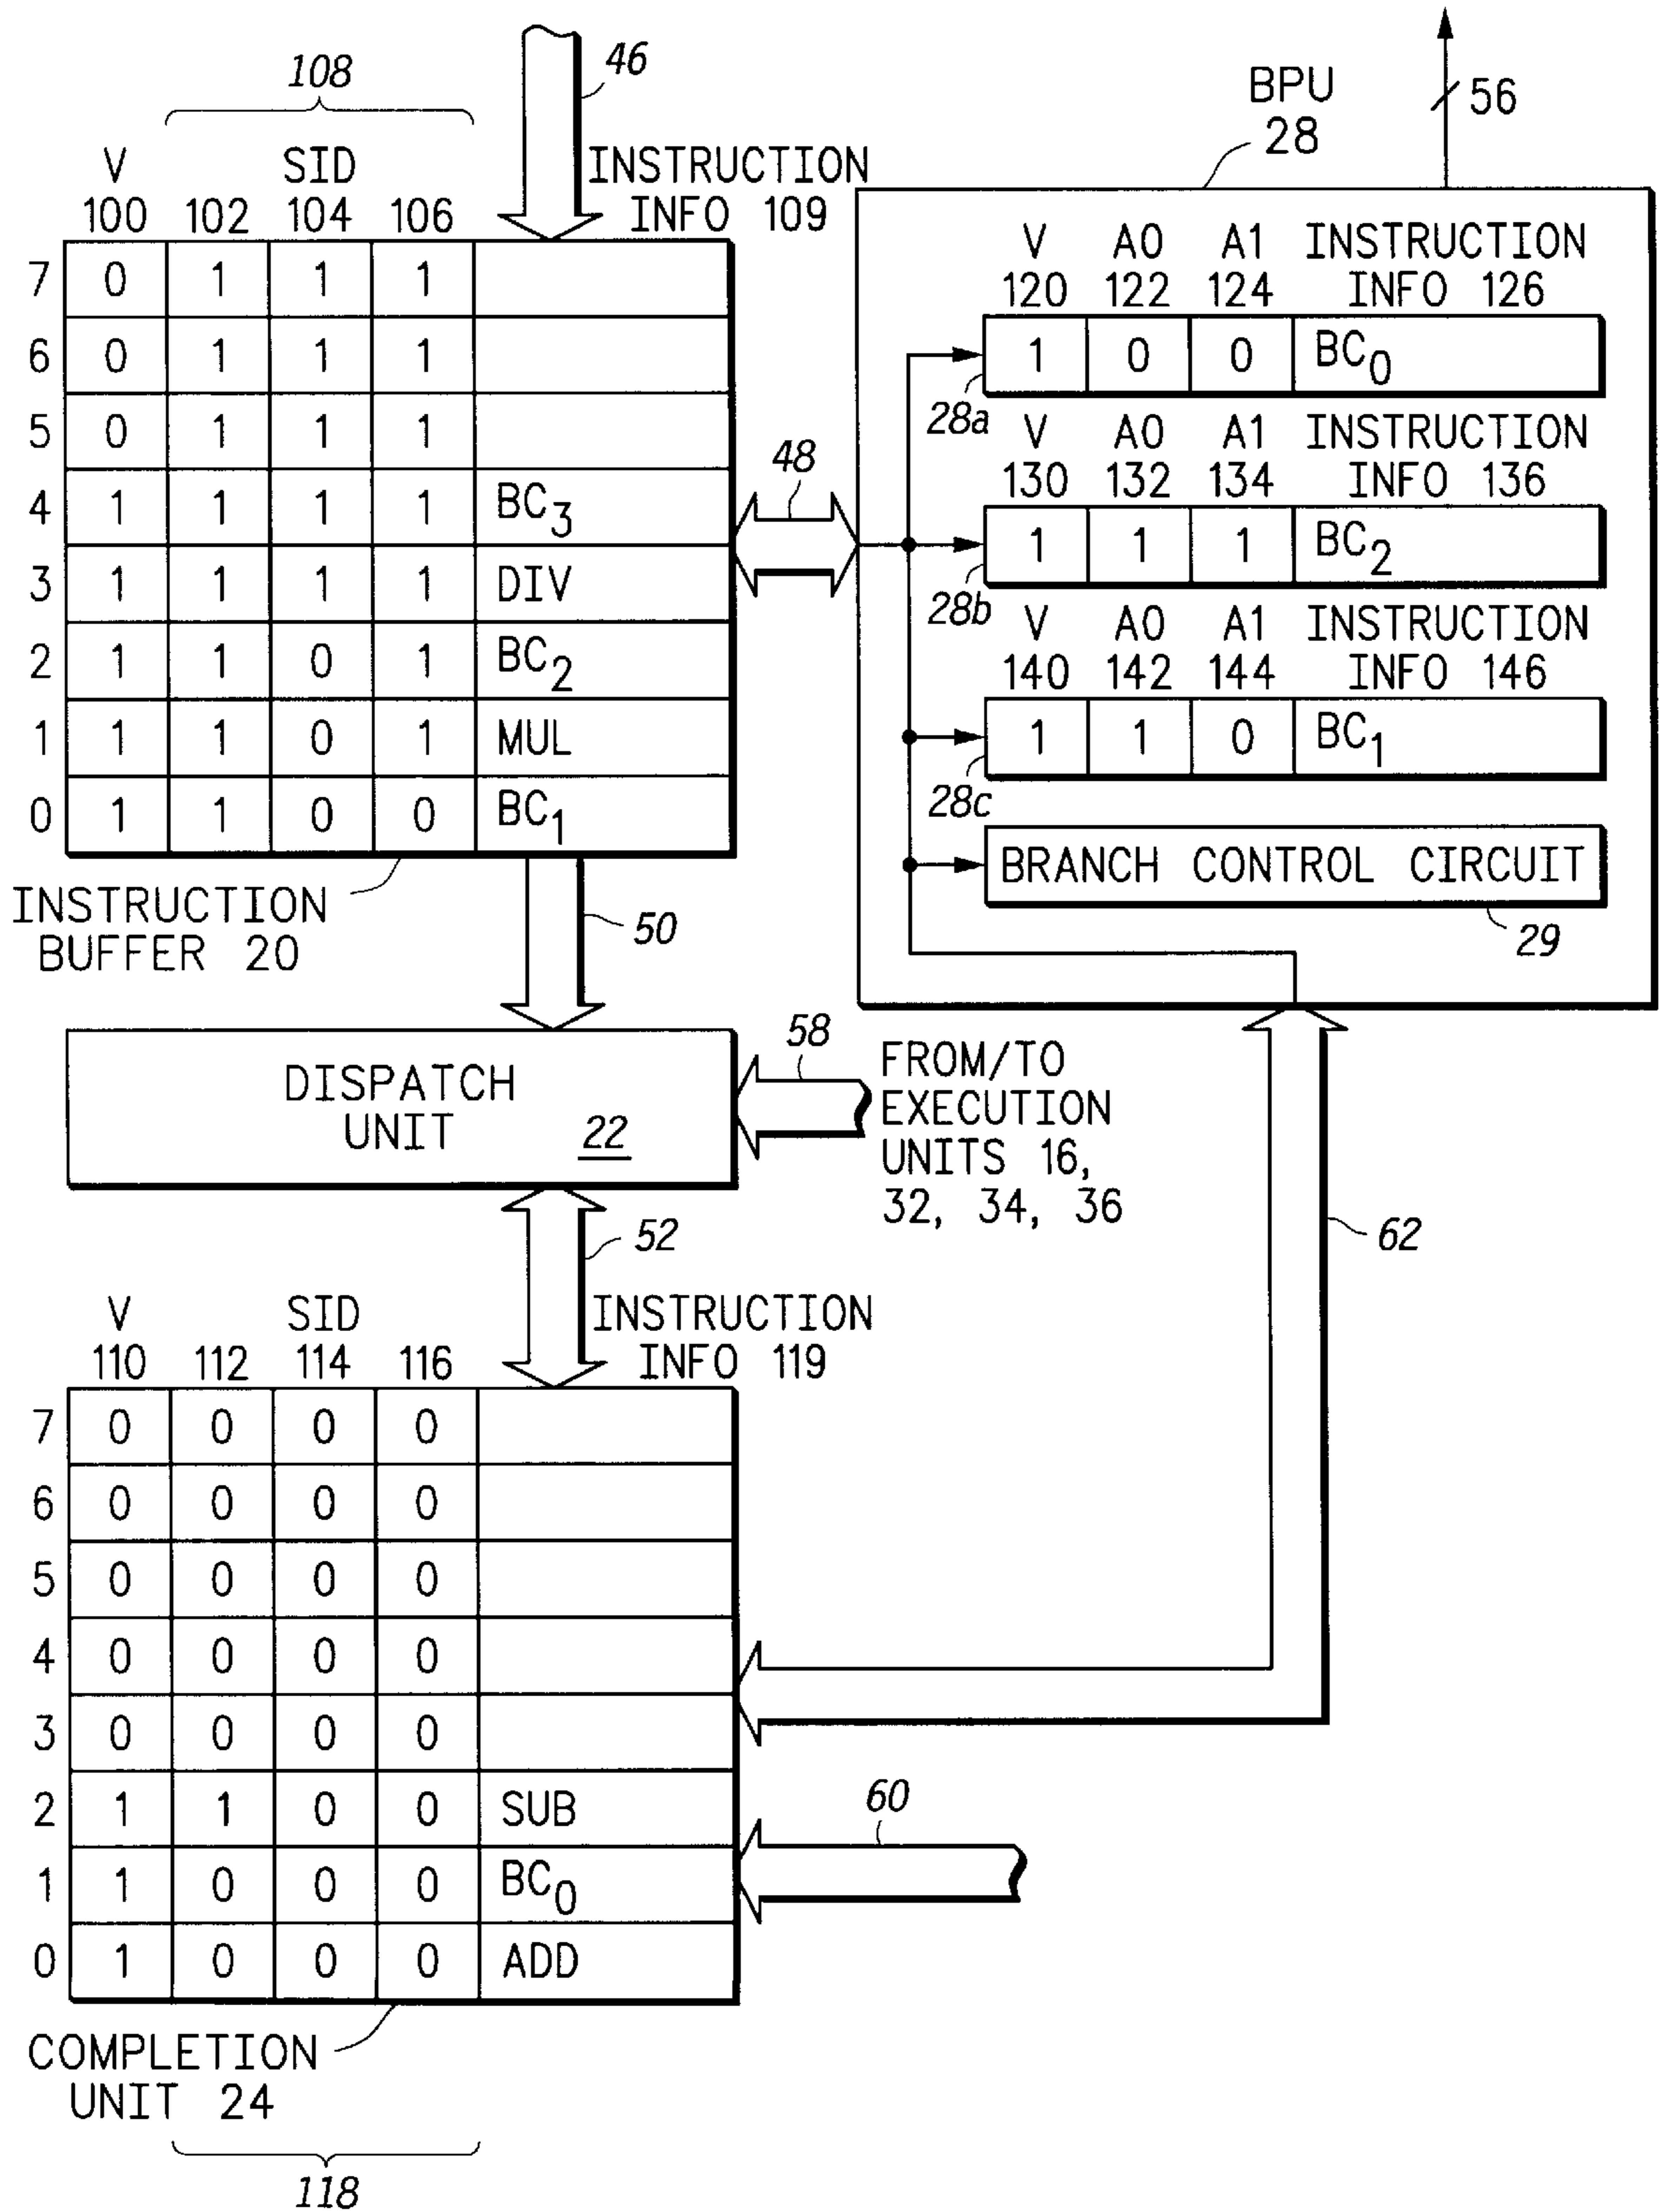 108
46
V SID INSTRUCTION
100 102 104 106 INFO 109
7 0 1 1 1
6 0 1 1 1
5 0 1 1 1
4 1 1 1 1 BC3
3 1 1 1 1 DIV
2 1 1 0 1 BC2
1 1 1 0 1 MUL
0 1 1 0 0 BC1
INSTRUCTION
BUFFER 20
50
48
BPU
28
56
V A0 A1 INSTRUCTION
120 122 124 INFO 126
1 0 0 BC0
28a
V A0 A1 INSTRUCTION
130 132 134 INFO 136
1 1 1 BC2
28b
V A0 A1 INSTRUCTION
140 142 144 INFO 146
1 1 0 BC1
28c
BRANCH CONTROL CIRCUIT
29
DISPATCH
UNIT 22
58
FROM/TO
EXECUTION
UNITS 16,
32, 34, 36
52
62
V SID INSTRUCTION
110 112 114 116 INFO 119
7 0 0 0 0
6 0 0 0 0
5 0 0 0 0
4 0 0 0 0
3 0 0 0 0
2 1 1 0 0 SUB
1 1 0 0 0 BC0
0 1 0 0 0 ADD
60
COMPLETION
UNIT 24
118